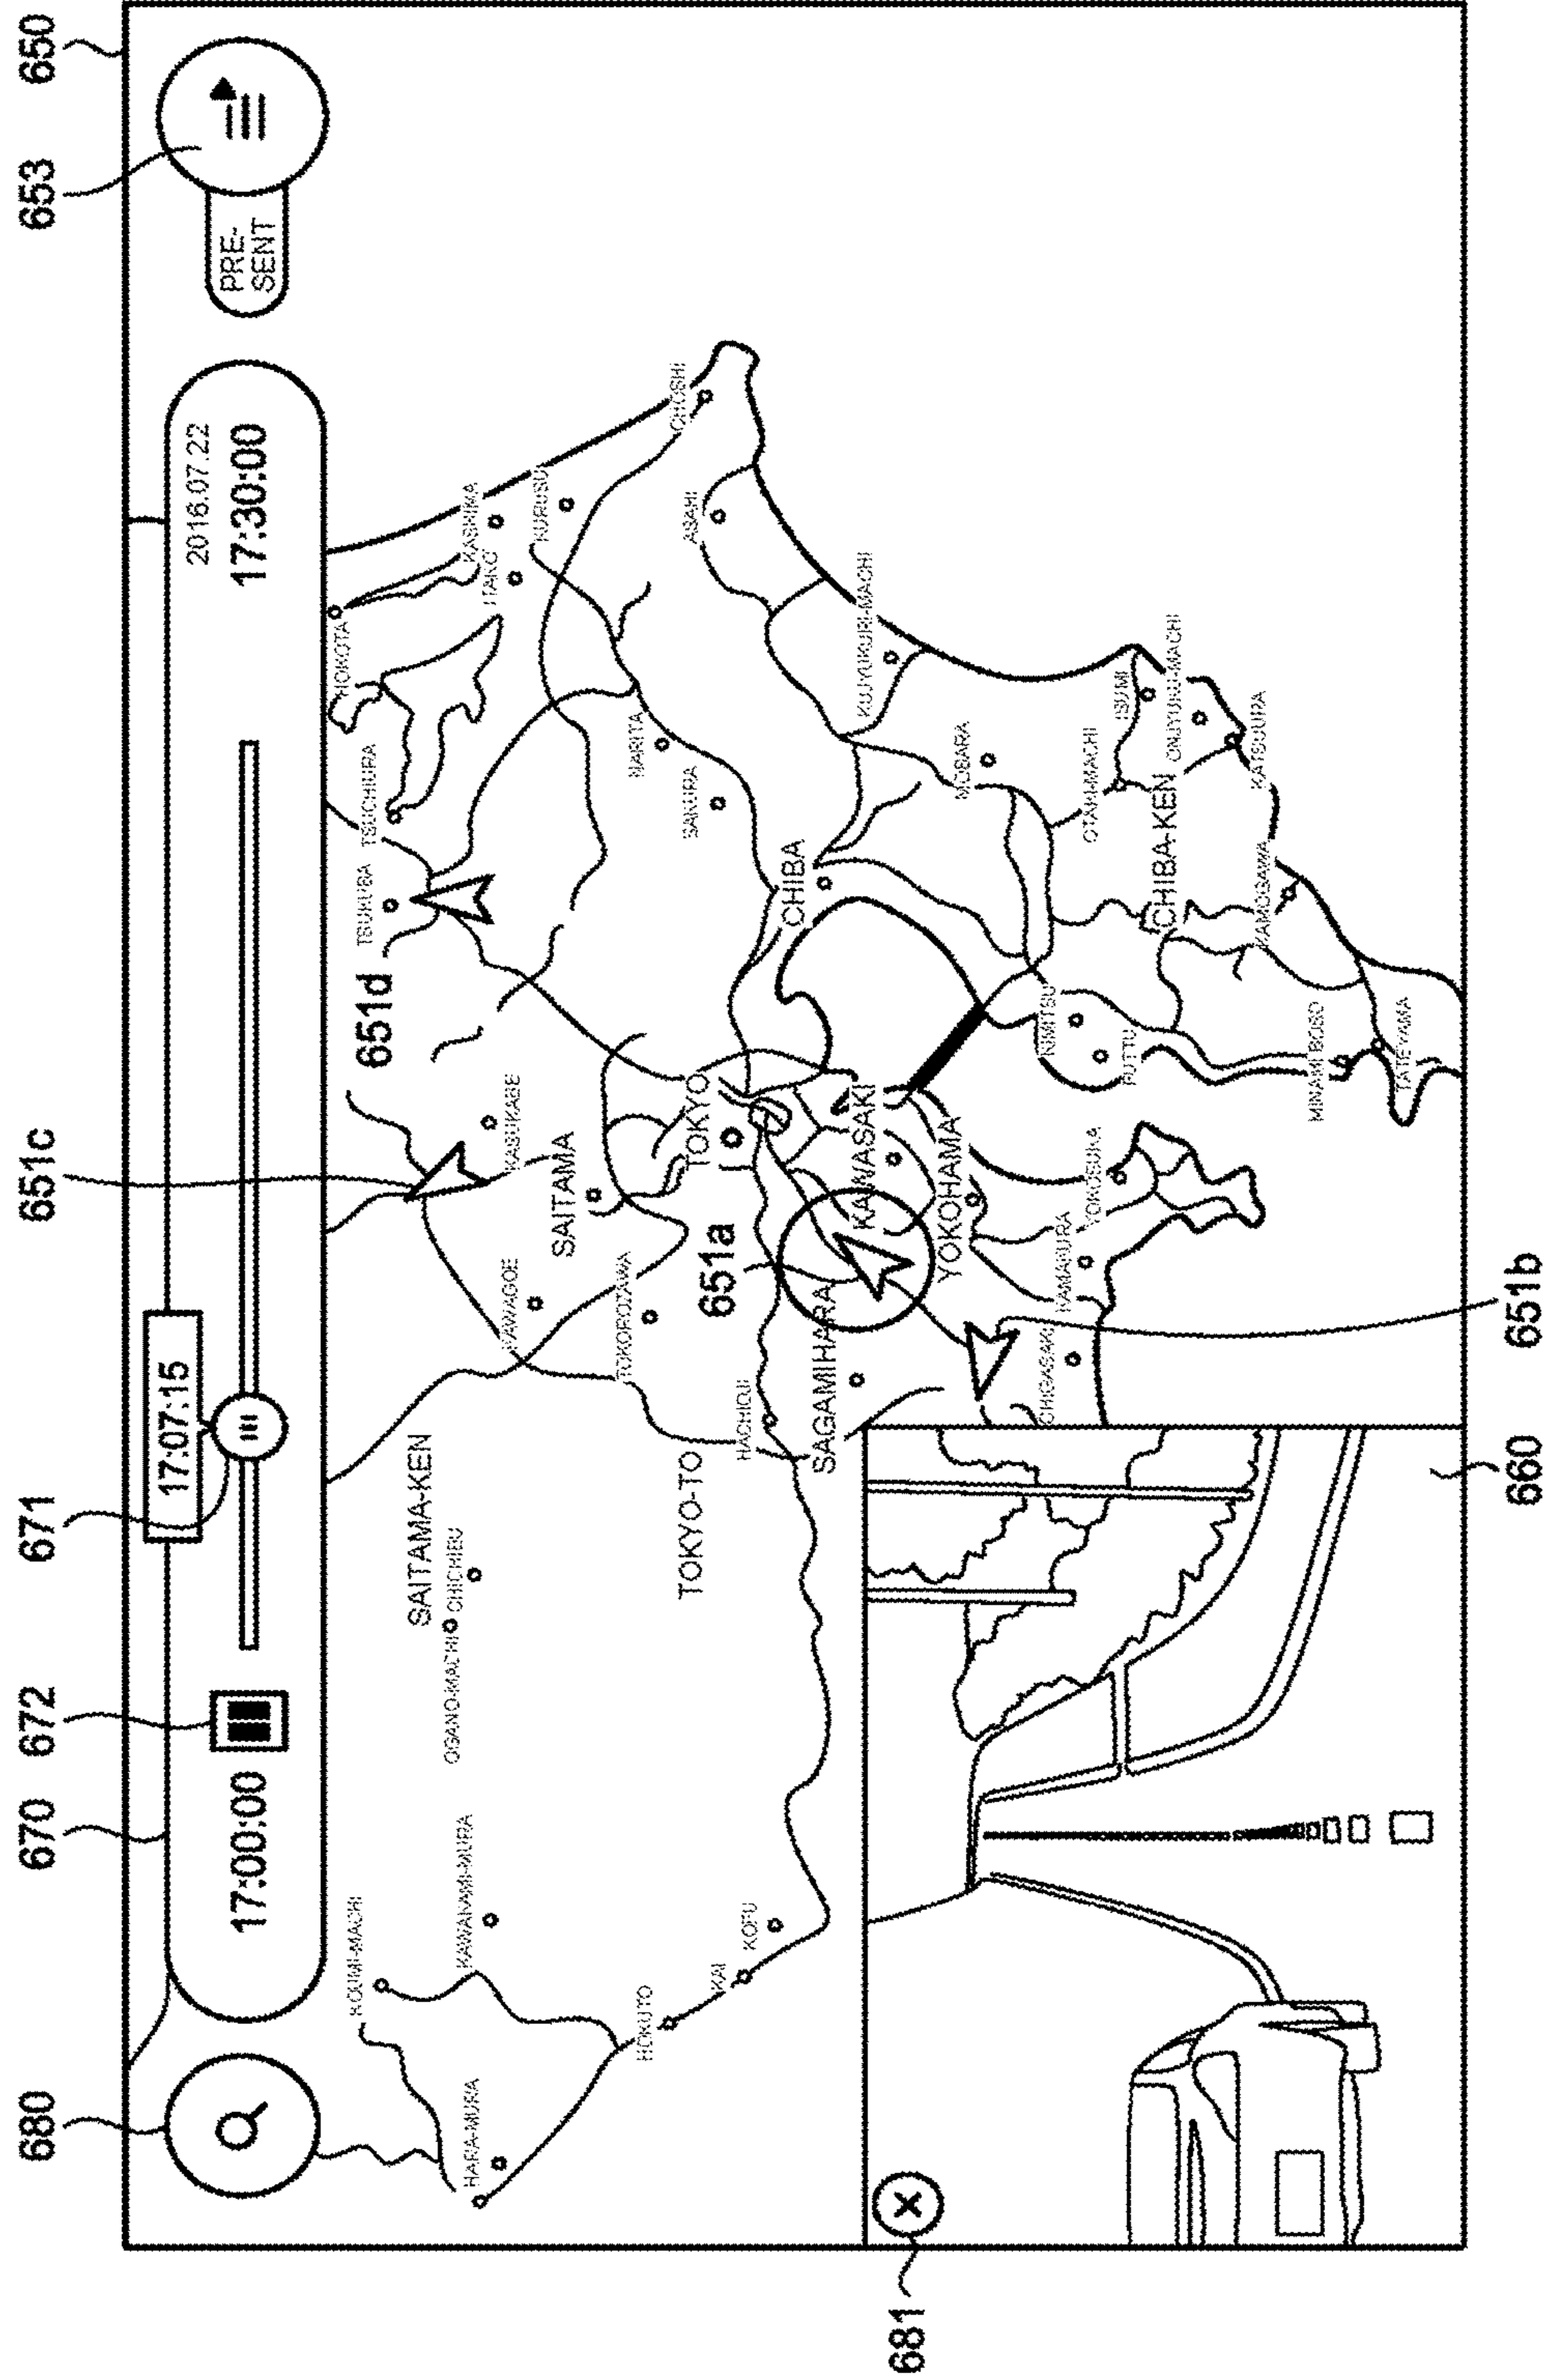 680
670
672
671
651c
653
650
17:00:00
17:07:15
2016.07.22
17:30:00
PRE-
SENT
651d
KOUMI-MACHI
HARA-MURA
KAWAKAMI-MURA
HOKUTO
KAI
KOFU
SAITAMA-KEN
OGANO-MACHI
CHICHIBU
TOKYO-TO
KAWAGOE
KASUKABE
SAITAMA
TOKOROZAWA
TSUKUBA
TSUCHIURA
HOKOTA
ITAKO
KASHIMA
CHOSHI
NARITA
SAKURA
ASAHI
TOKYO
651a
HACHIOJI
SAGAMIHARA
KAWASAKI
YOKOHAMA
CHIBA
KUJYUKURI-MACHI
MOBARA
CHIGASAKI
KAMAKURA
YOKOSUKA
KIMITSU
FUTTU
OTAKI-MACHI
ISUMI
CHIBA-KEN
KATSUURA
KAMOGAWA
MINAMI BOSO
TATEYAMA
681
660
651b